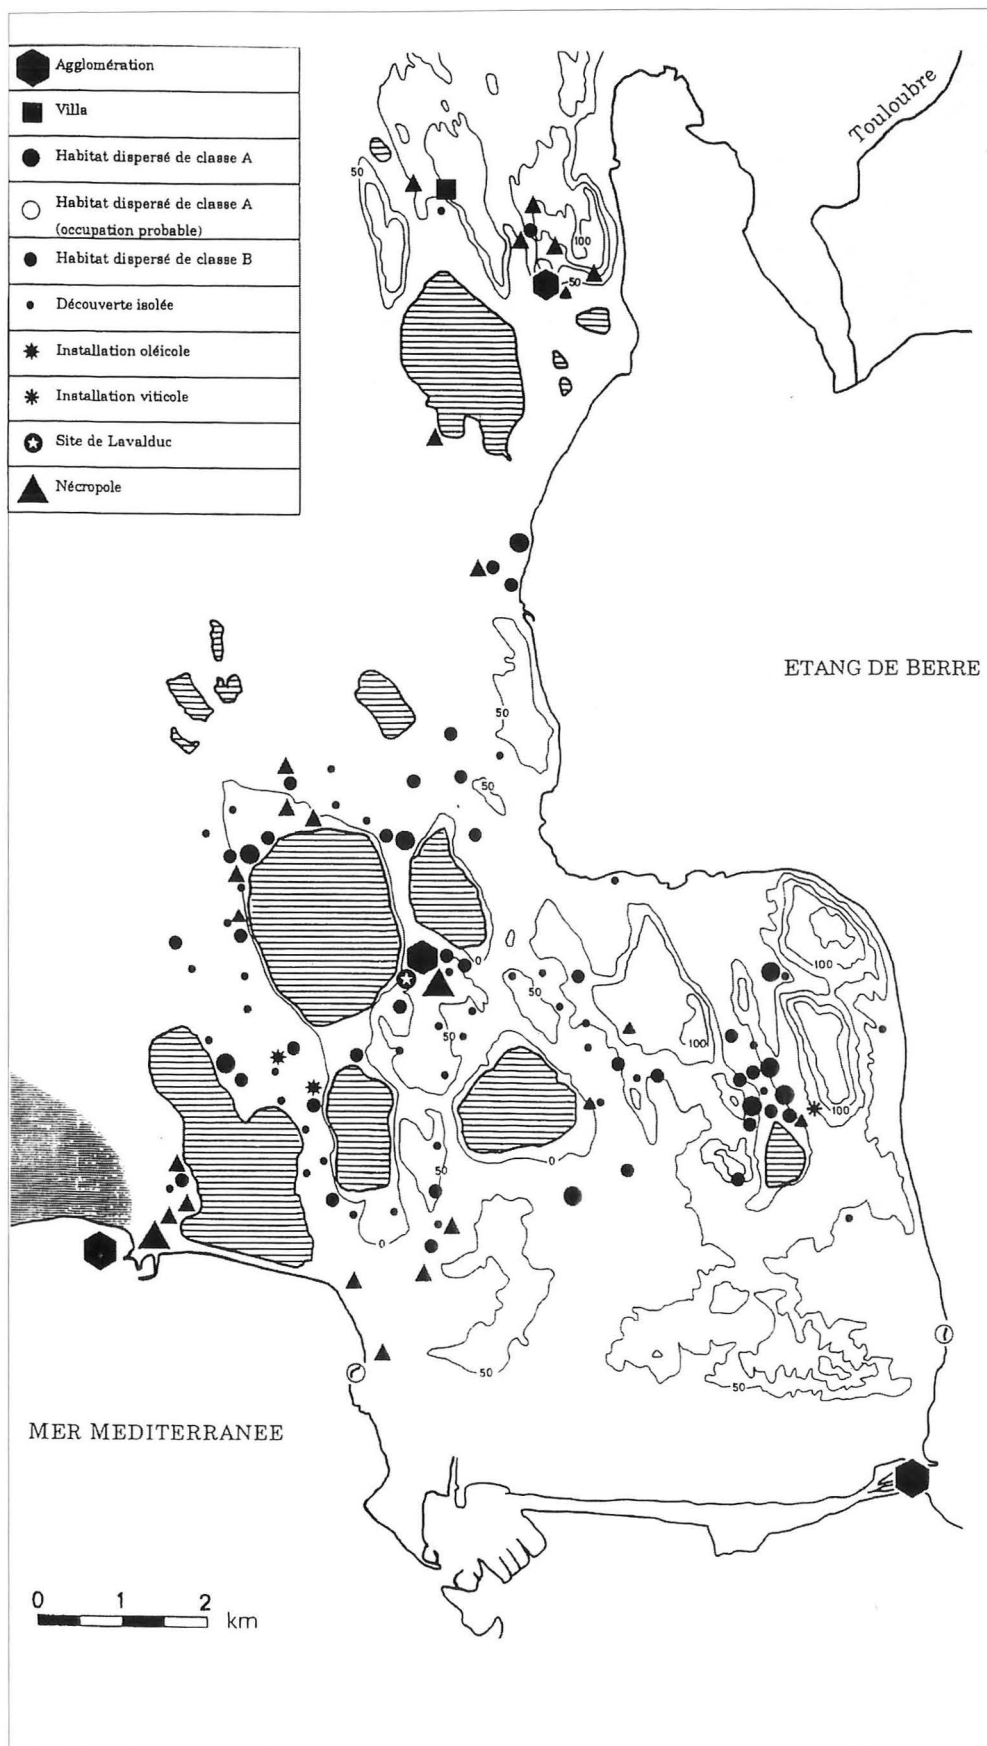 Agglomération
Villa
Habitat dispersé de classe A
Habitat dispersé de classe A
(occupation probable)
Habitat dispersé de classe B
Découverte isolée
Installation oléicole
Installation viticole
Site de Lavalduc
Nécropole
Touloubre
50
100
50
ETANG DE BERRE
50
50
0
100
50
50
100
100
0
50
0
50
50
MER MEDITERRANEE
0 1 2 km